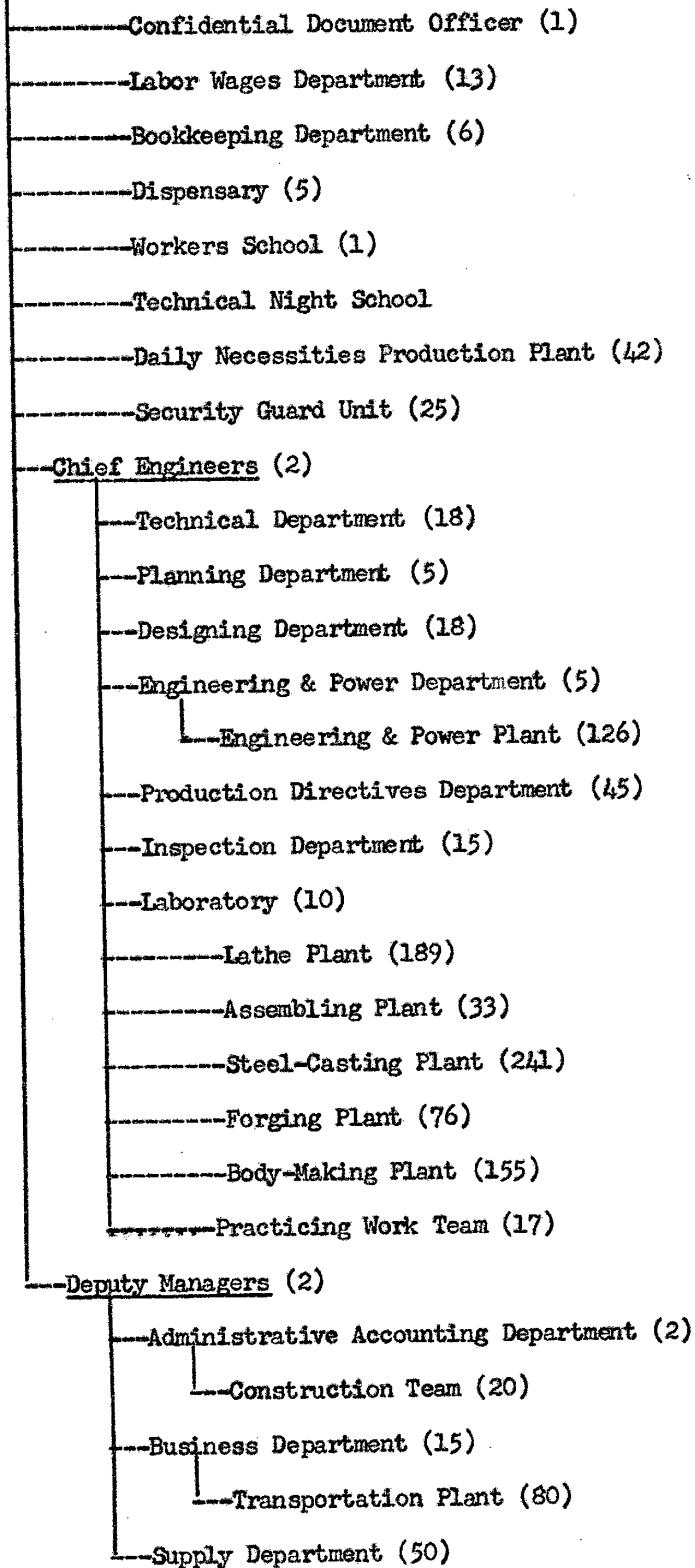 Confidential Document Officer (1)
Labor Wages Department (13)
Bookkeeping Department (6)
Dispensary (5)
Workers School (1)
Technical Night School
Daily Necessities Production Plant (42)
Security Guard Unit (25)
Chief Engineers (2)
Technical Department (18)
Planning Department (5)
Designing Department (18)
Engineering & Power Department (5)
Engineering & Power Plant (126)
Production Directives Department (45)
Inspection Department (15)
Laboratory (10)
Lathe Plant (189)
Assembling Plant (33)
Steel-Casting Plant (241)
Forging Plant (76)
Body-Making Plant (155)
Practicing Work Team (17)
Deputy Managers (2)
Administrative Accounting Department (2)
Construction Team (20)
Business Department (15)
Transportation Plant (80)
Supply Department (50)